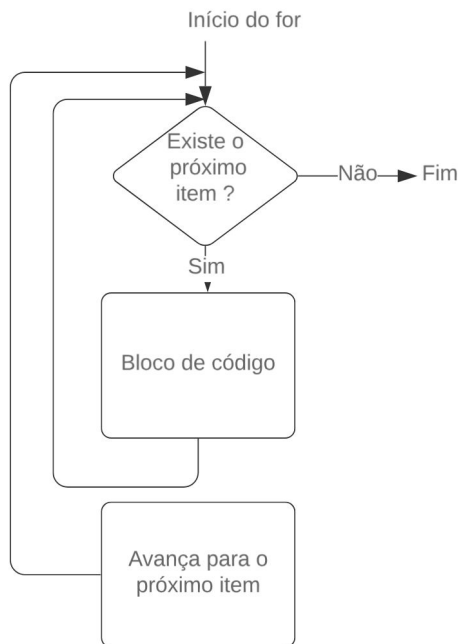 Início do for
Existe o
próximo
item ?
Não
Fim
Sim
Bloco de código
Avança para o
próximo item